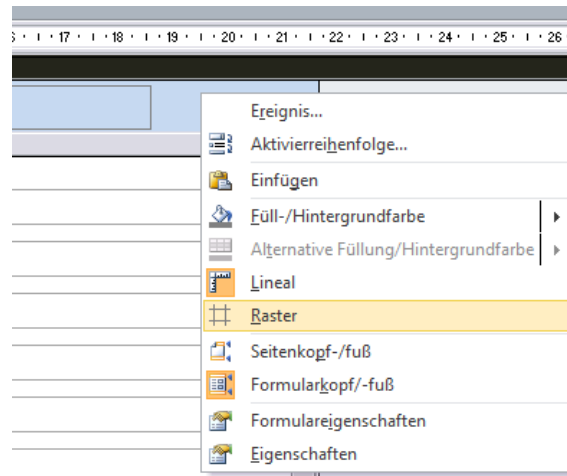 6 · ı · 17 · ı · 18 · ı · 19 · ı · 20 · ı · 21 · ı · 22 · ı · 23 · ı · 24 · ı · 25 · ı · 26
Ereignis...
Aktivierreihenfolge...
Einfügen
Füll-/Hintergrundfarbe
Alternative Füllung/Hintergrundfarbe
Lineal
Raster
Seitenkopf-/fuß
Formularkopf/-fuß
Formulareigenschaften
Eigenschaften